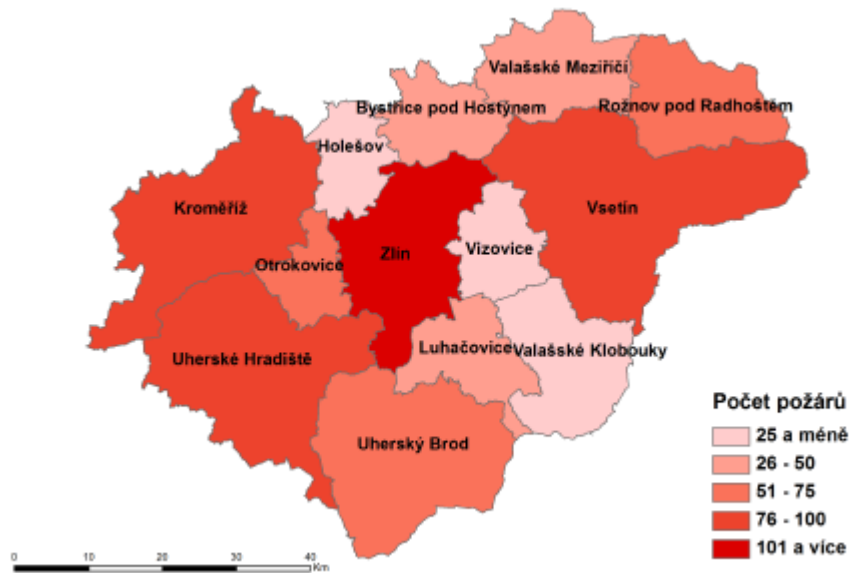 Valašské Meziříčí
Bystřice pod Hostýnem
Rožnov pod Radhoštěm
Holešov
Kroměříž
Vsetín
Zlín
Vizovice
Otrokovice
Luhačovice
Valašské Klobouky
Uherské Hradiště
Uherský Brod
Počet požárů
25 a méně
26 - 50
51 - 75
76 - 100
101 a více
0 10 20 30 40
Km